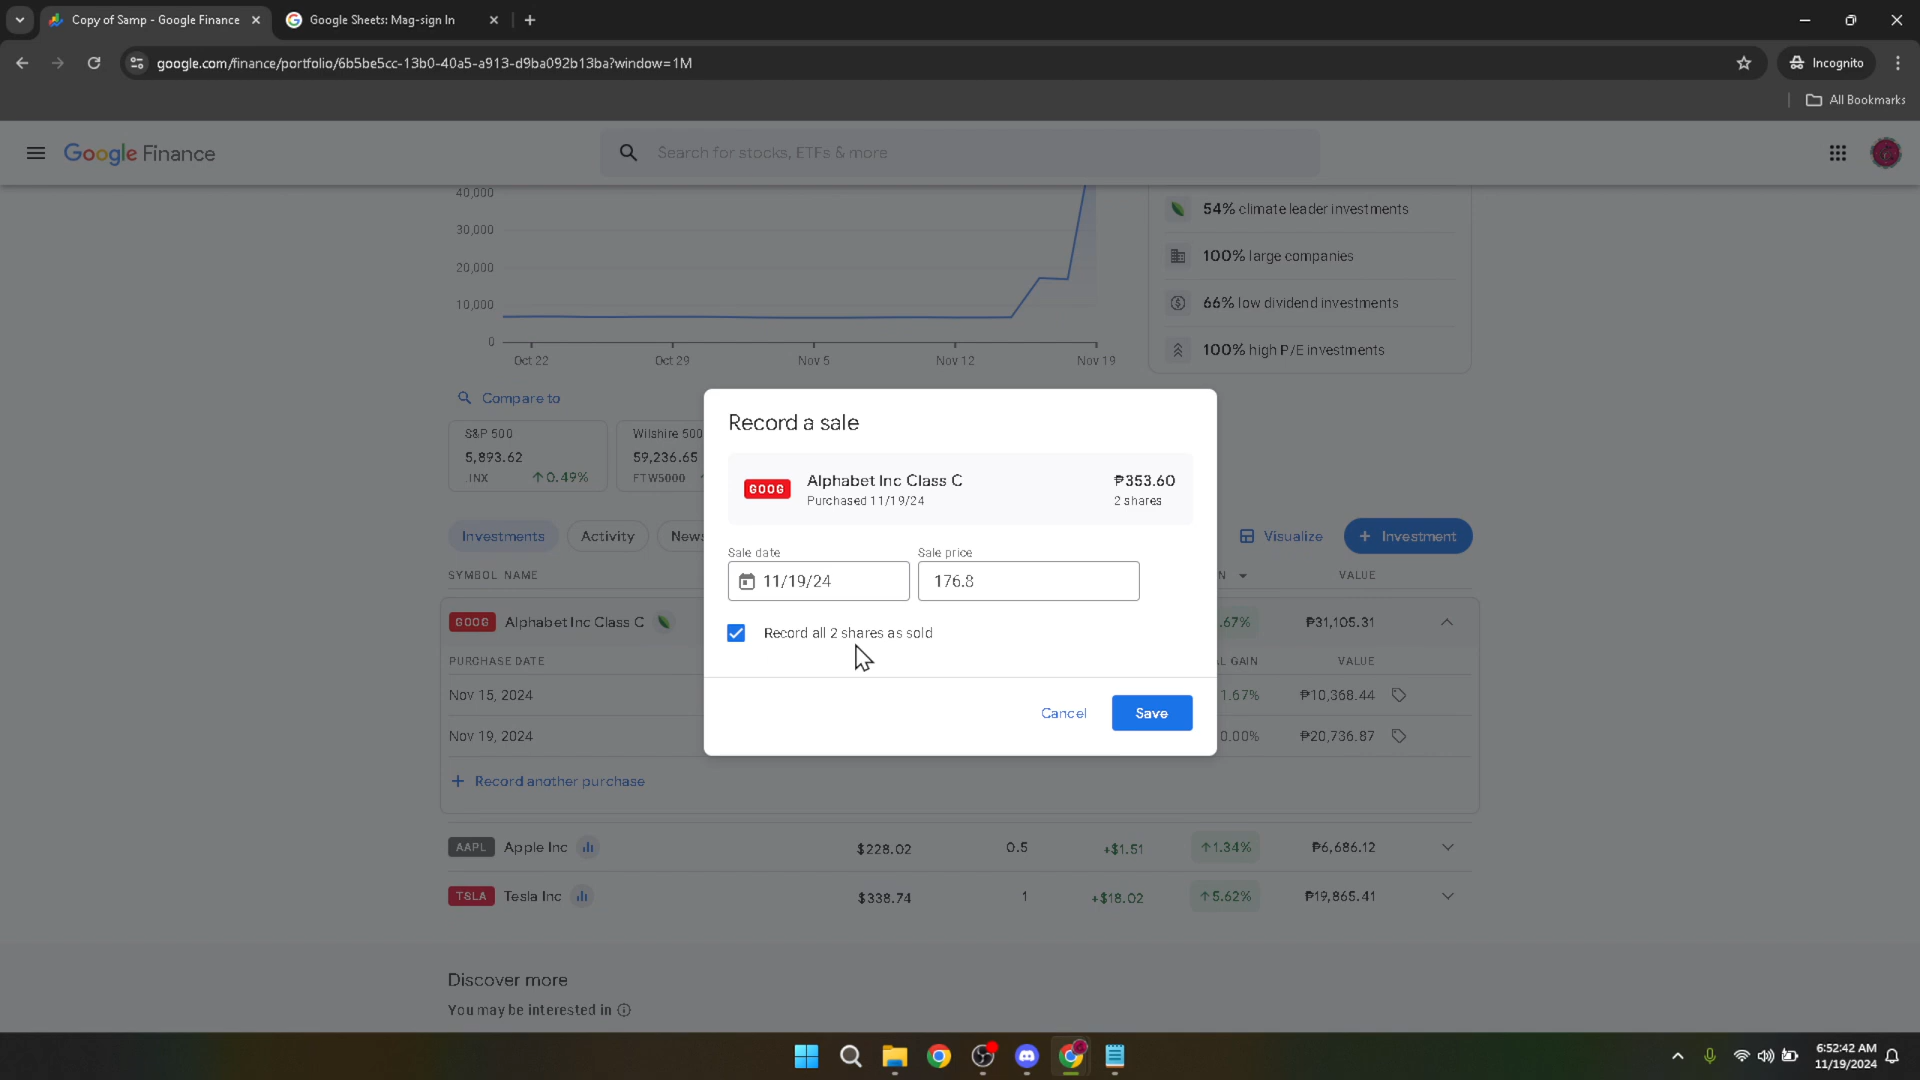 Copy of Samp - Google Finance
Google Sheets: Mag-sign In
google.com/finance/portfolio/6b5be5cc-13b0-40a5-a913-d9ba092b13ba?window=1M
Incognito
All Bookmarks
Google Finance
Search for stocks, ETFs & more
40,000
30,000
20,000
10,000
0
Oct 22
Oct 29
Nov 5
Nov 12
Nov 19
54% climate leader investments
100% large companies
66% low dividend investments
100% high P/E investments
Compare to
S&P 500
5,893.62
.INX
↑0.49%
Wilshire 500
59,236.65
FTW5000
Investments
Activity
News
Visualize
+ Investment
SYMBOL NAME
N
VALUE
GOOG Alphabet Inc Class C
.67%
₱31,105.31
PURCHASE DATE
L GAIN
VALUE
Nov 15, 2024
1.67%
₱10,368.44
Nov 19, 2024
0.00%
₱20,736.87
+ Record another purchase
AAPL Apple Inc $228.02 0.5 +$1.51 ↑1.34% ₱6,686.12
TSLA Tesla Inc $338.74 1 +$18.02 ↑5.62% ₱19,865.41
Record a sale
GOOG
Alphabet Inc Class C
₱353.60
Purchased 11/19/24
2 shares
Sale date
Sale price
11/19/24
176.8
Record all 2 shares as sold
Cancel
Save
Discover more
You may be interested in
6:52:42 AM
11/19/2024